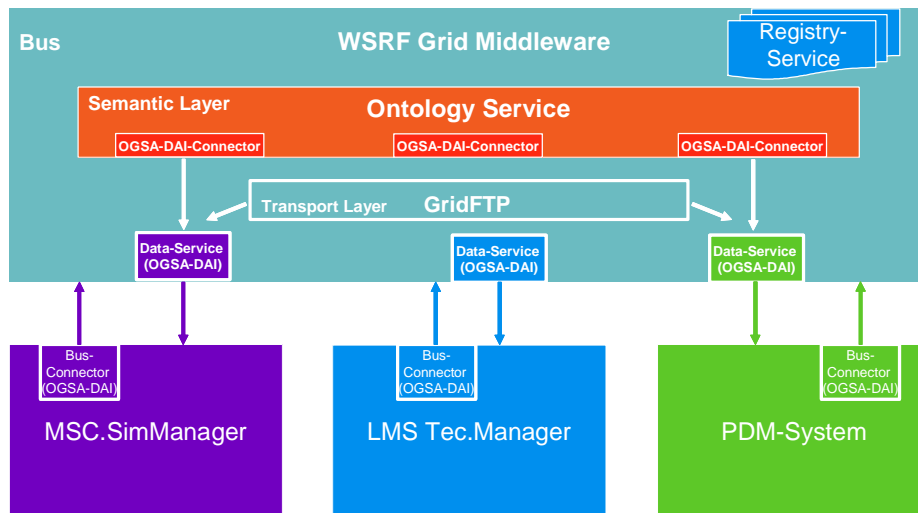 Bus
WSRF Grid Middleware
Registry-
Service
Semantic Layer
Ontology Service
OGSA-DAI-Connector
OGSA-DAI-Connector
OGSA-DAI-Connector
Transport Layer
GridFTP
Data-Service
(OGSA-DAI)
Data-Service
(OGSA-DAI)
Data-Service
(OGSA-DAI)
Bus-
Connector
(OGSA-DAI)
MSC.SimManager
Bus-
Connector
(OGSA-DAI)
LMS Tec.Manager
Bus-
Connector
(OGSA-DAI)
PDM-System